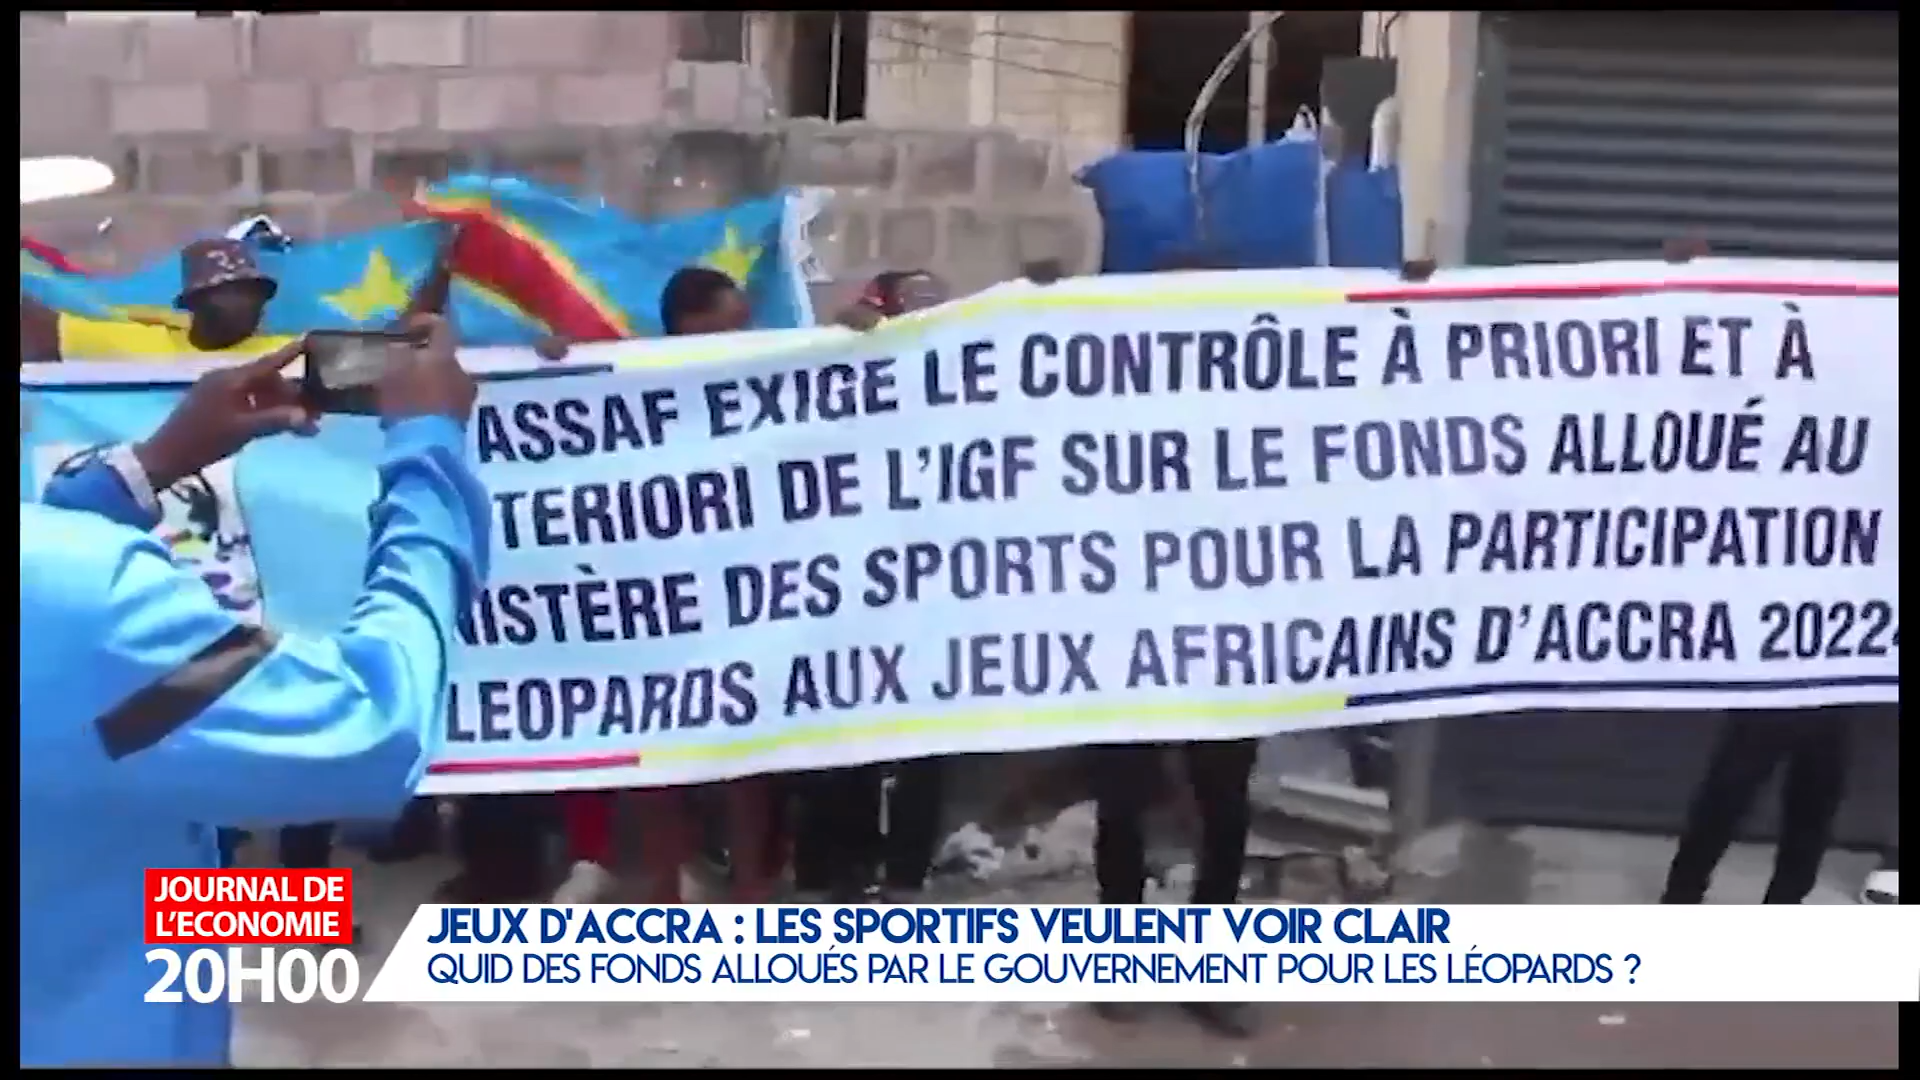 ASSAF EXIGE LE CONTRÔLE À PRIORI ET À
TERIORI DE L'IGF SUR LE FONDS ALLOUÉ AU
NISTÈRE DES SPORTS POUR LA PARTICIPATION
LEOPARDS AUX JEUX AFRICAINS D'ACCRA 2022
JOURNAL DE
L'ECONOMIE
20H00
JEUX D'ACCRA : LES SPORTIFS VEULENT VOIR CLAIR
QUID DES FONDS ALLOUÉS PAR LE GOUVERNEMENT POUR LES LÉOPARDS ?